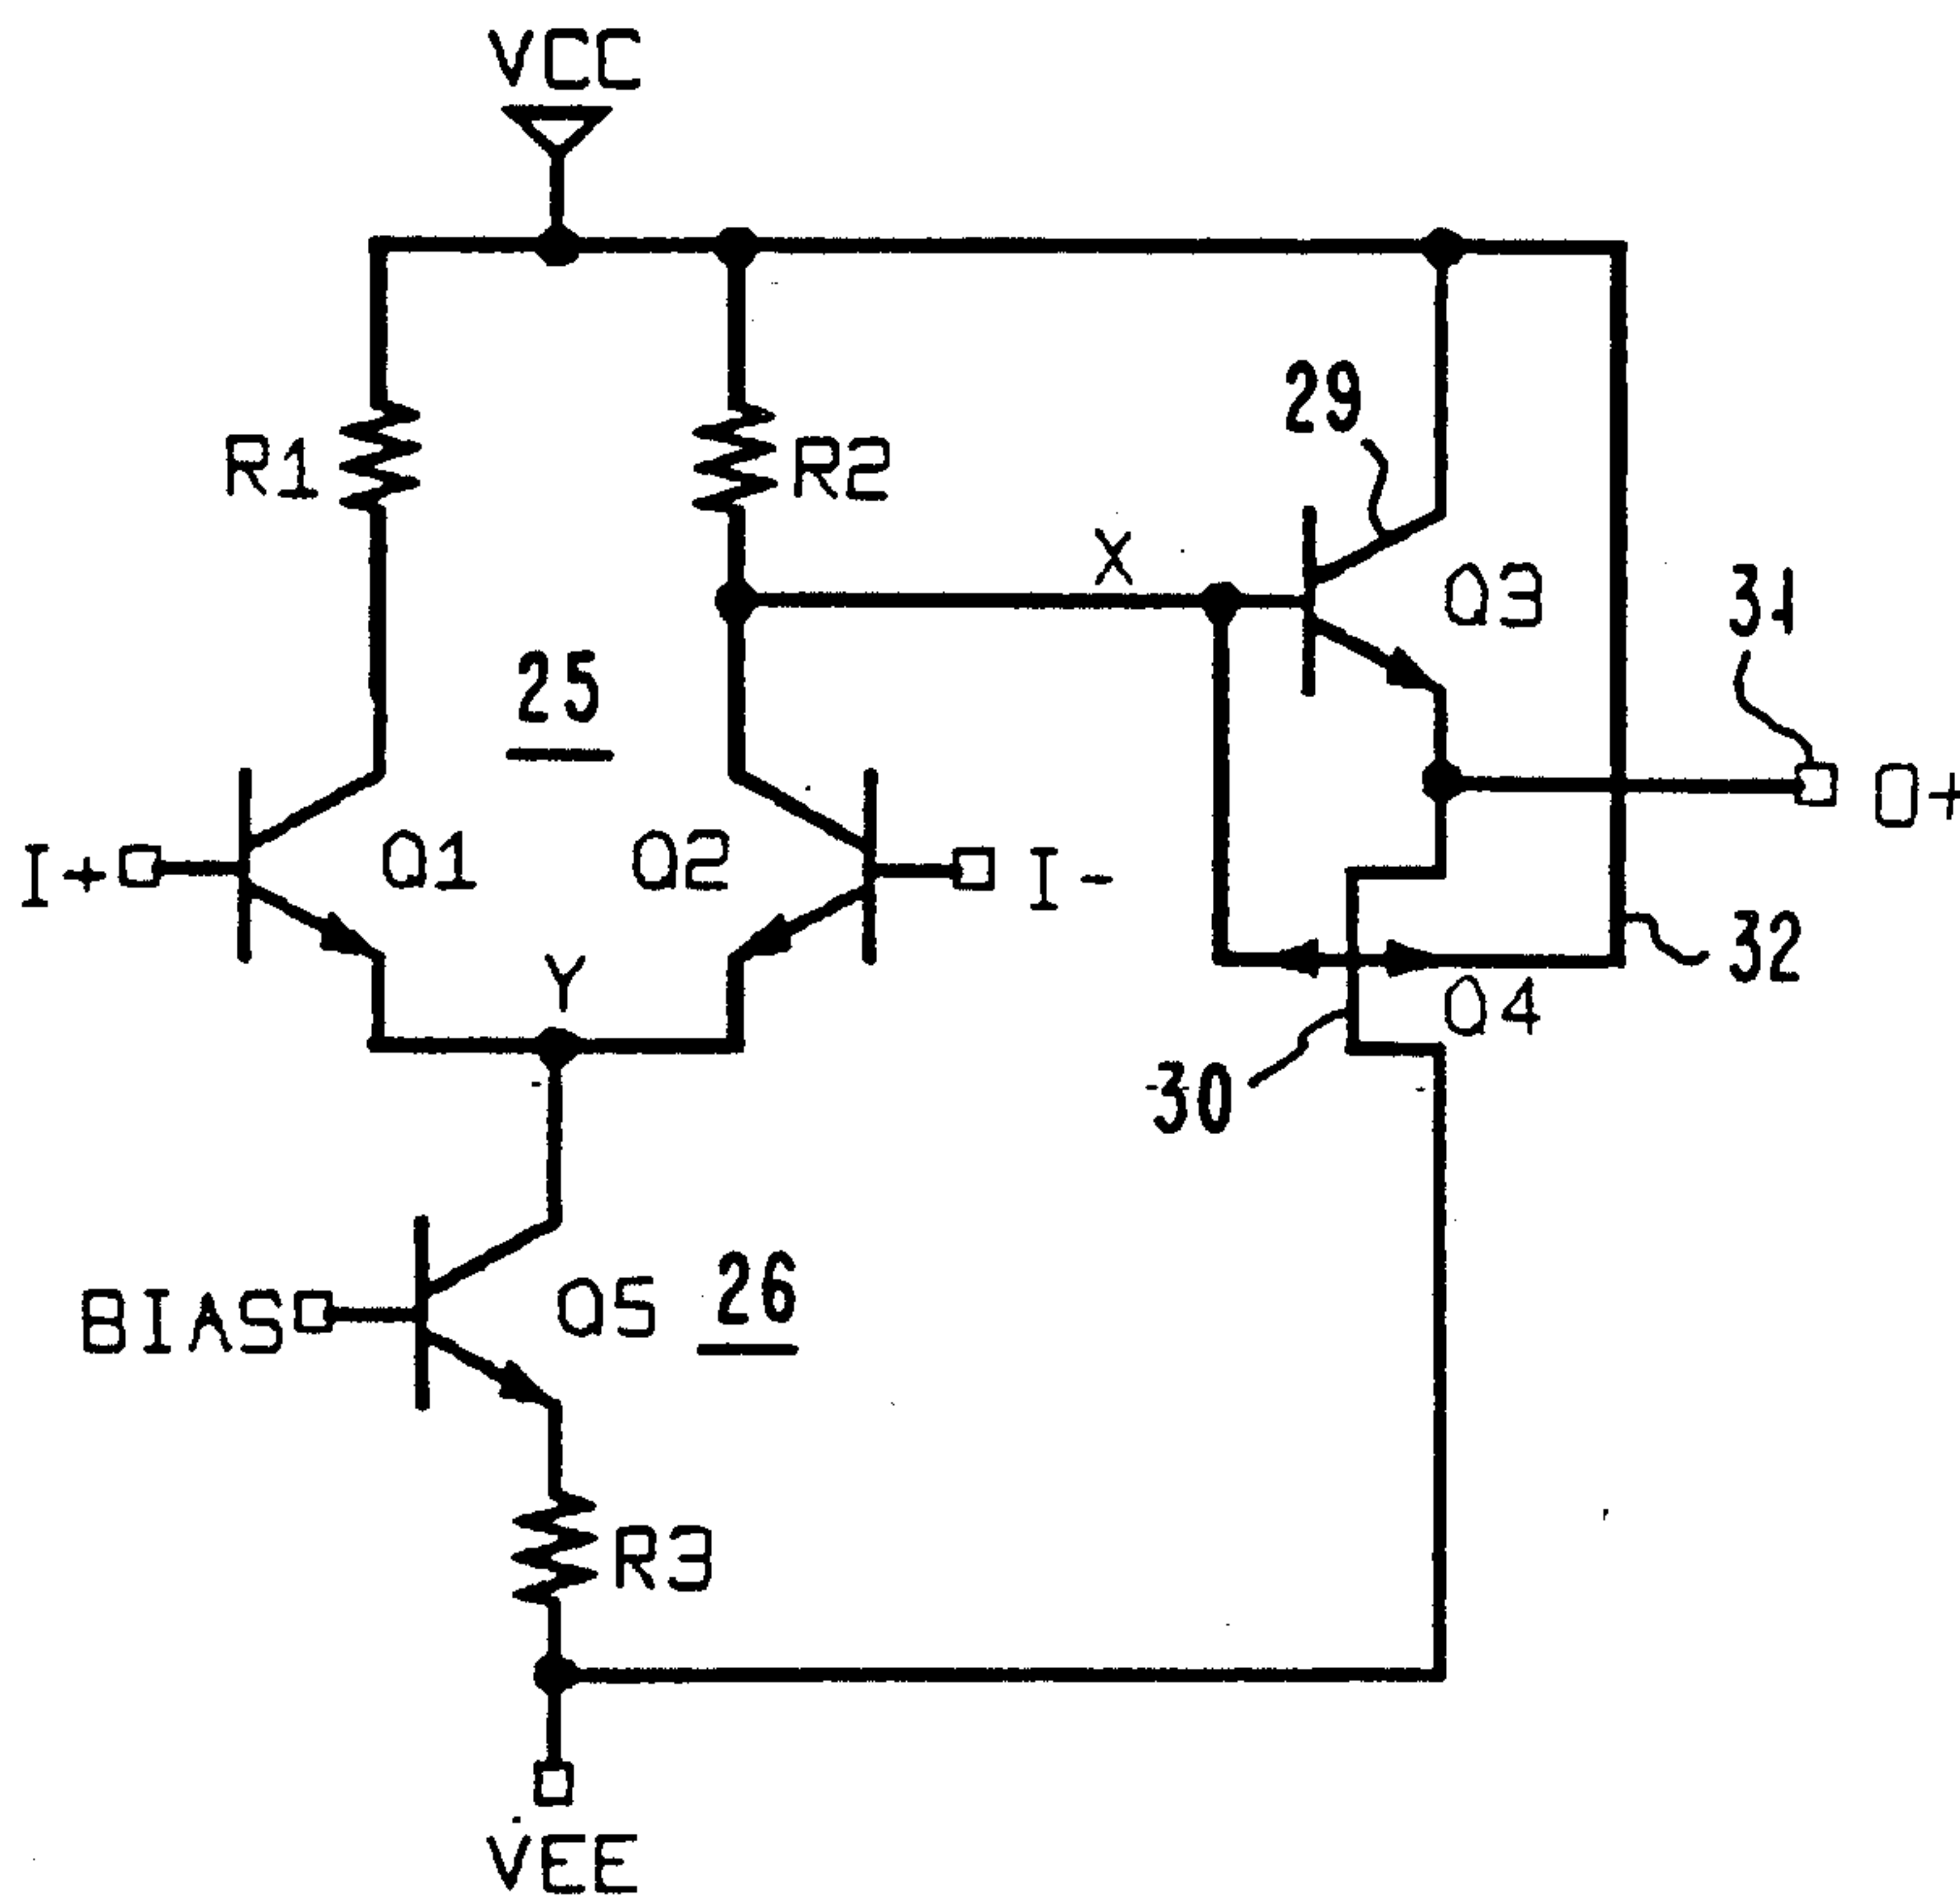 VCC
R1
R2
29
X
Q3
31
25
I+
Q1
Q2
I-
O+
Y
32
Q4
30
BIAS
Q5
26
R3
VEE